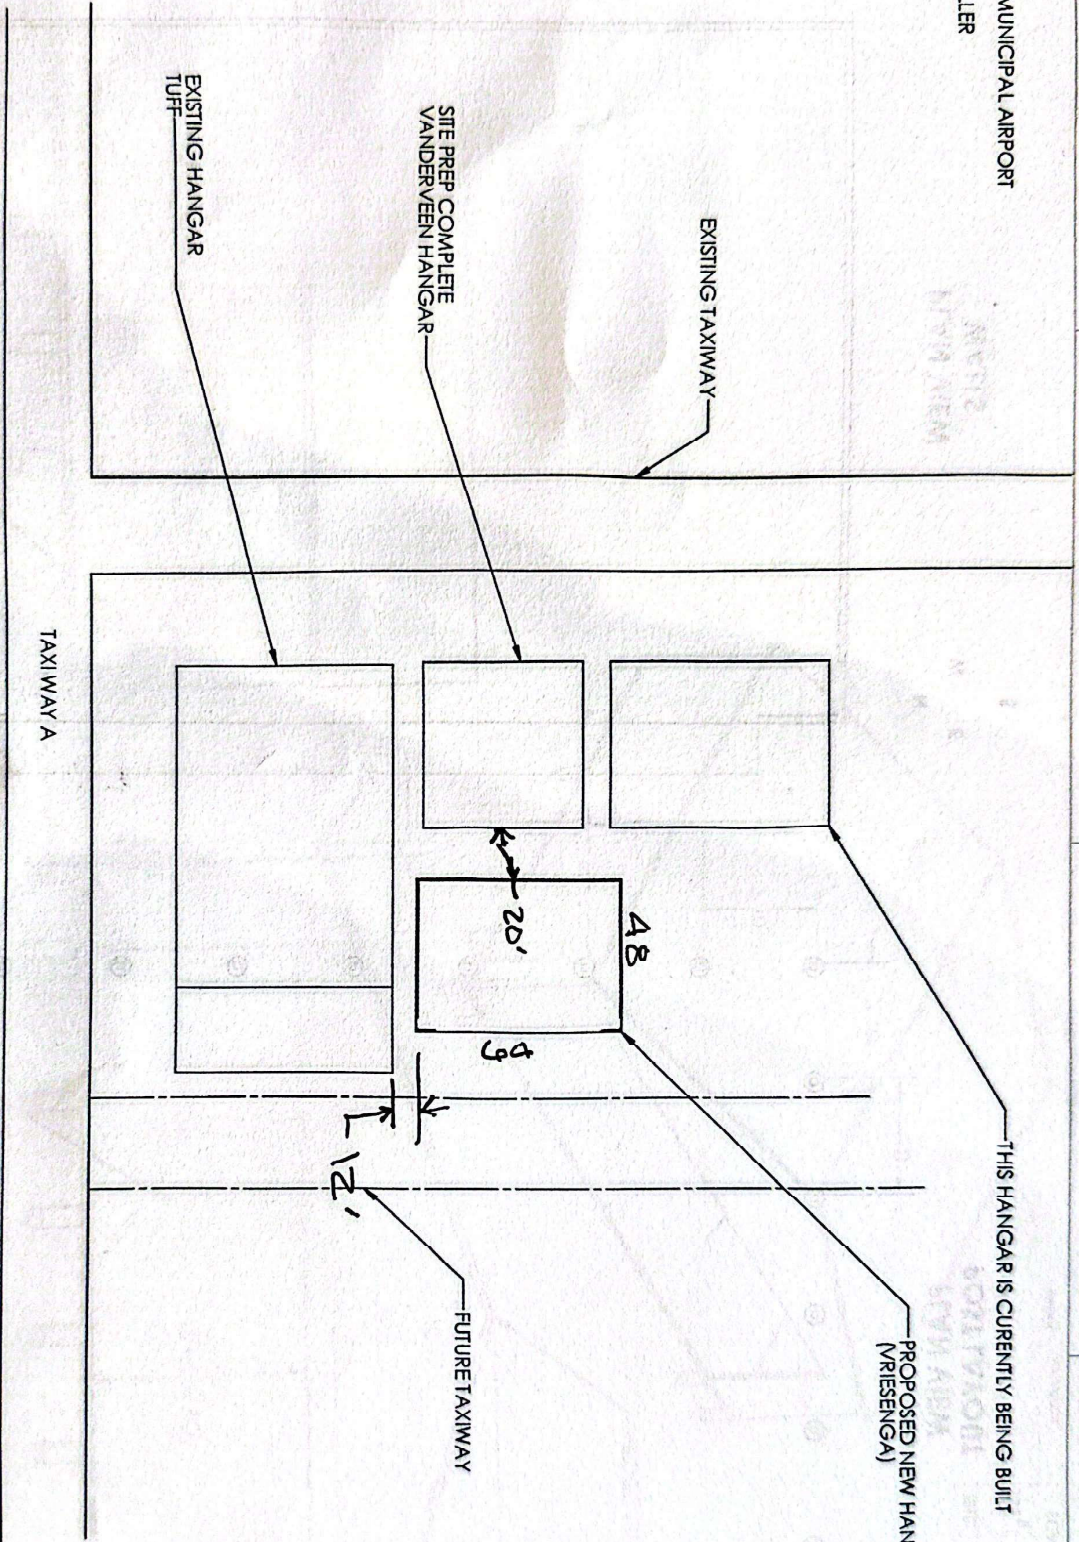 MUNICIPAL AIRPORT
LLER
THIS HANGAR IS CURENTLY BEING BUILT
PROPOSED NEW HAN
(VRIESENGA)
EXISTING TAXIWAY
48
20'
SITE PREP COMPLETE
VANDERVEEN HANGAR
FUTURE TAXIWAY
12'
EXISTING HANGAR
TUFF
TAXIWAY A